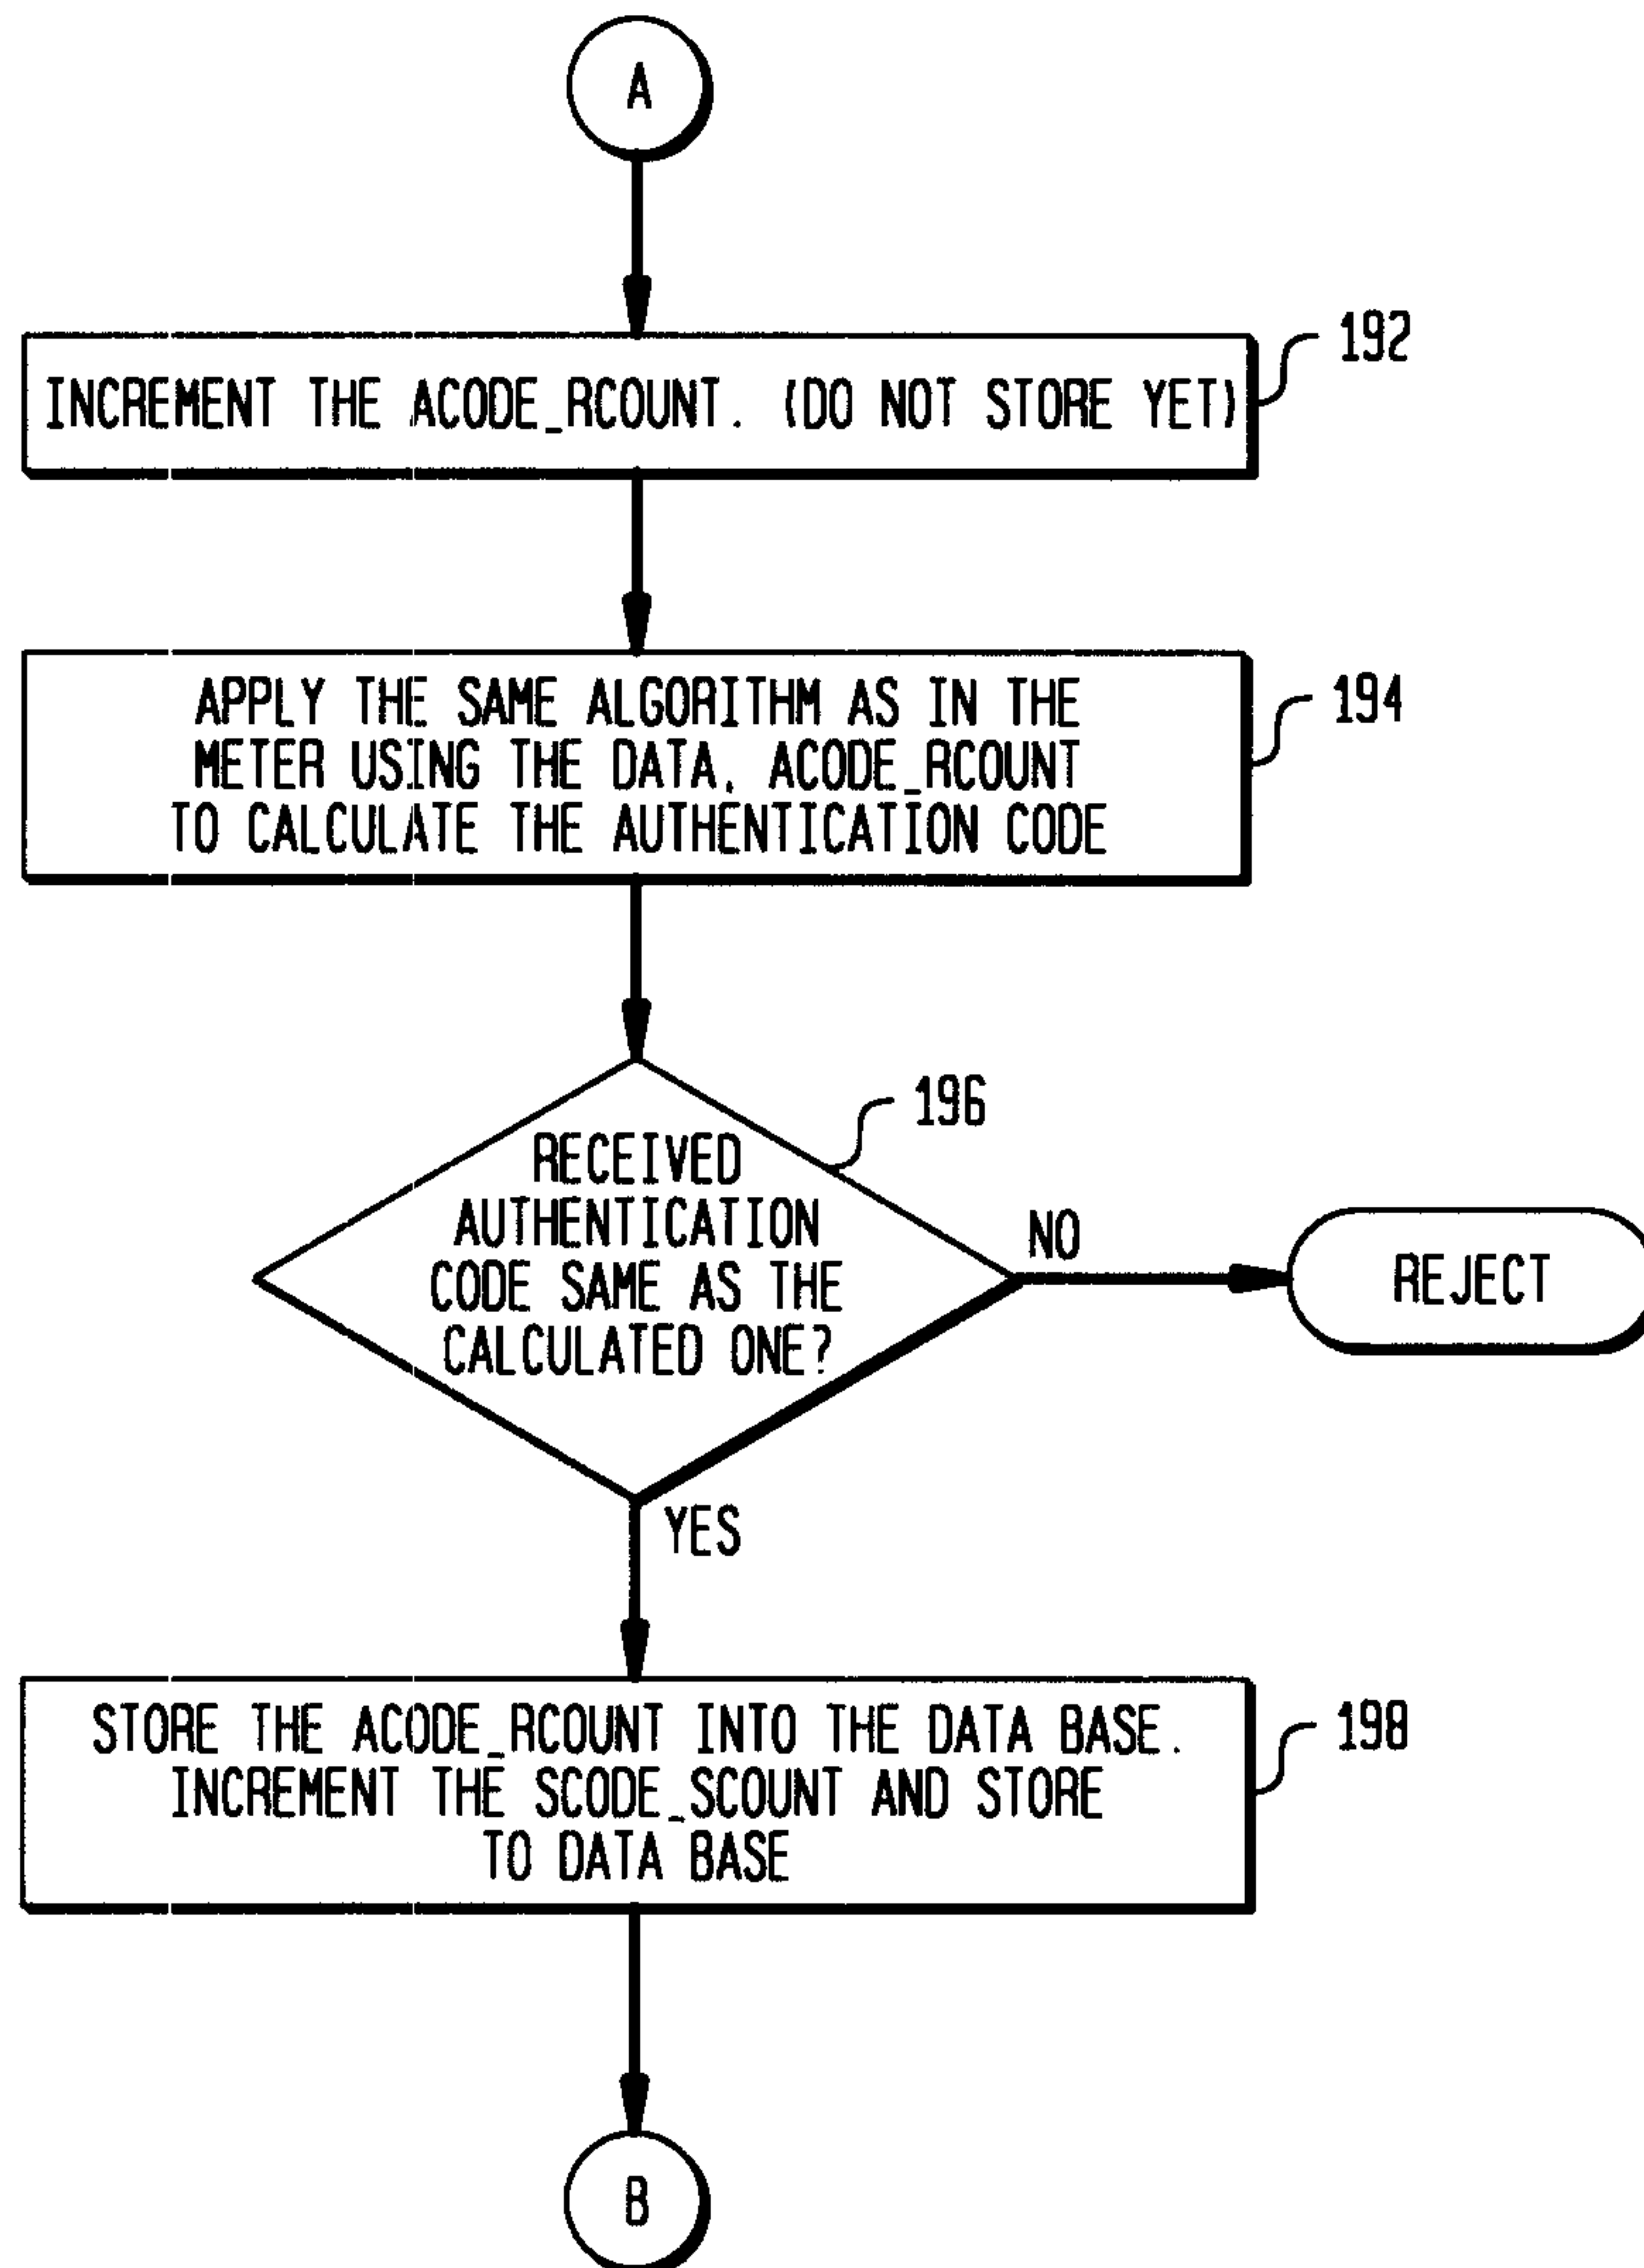 A
192
INCREMENT THE ACODE_RCOUNT. (DO NOT STORE YET)
194
APPLY THE SAME ALGORITHM AS IN THE
METER USING THE DATA, ACODE_RCOUNT
TO CALCULATE THE AUTHENTICATION CODE
196
RECEIVED
AUTHENTICATION
CODE SAME AS THE
CALCULATED ONE?
NO
REJECT
YES
198
STORE THE ACODE_RCOUNT INTO THE DATA BASE.
INCREMENT THE SCODE_SCOUNT AND STORE
TO DATA BASE
B